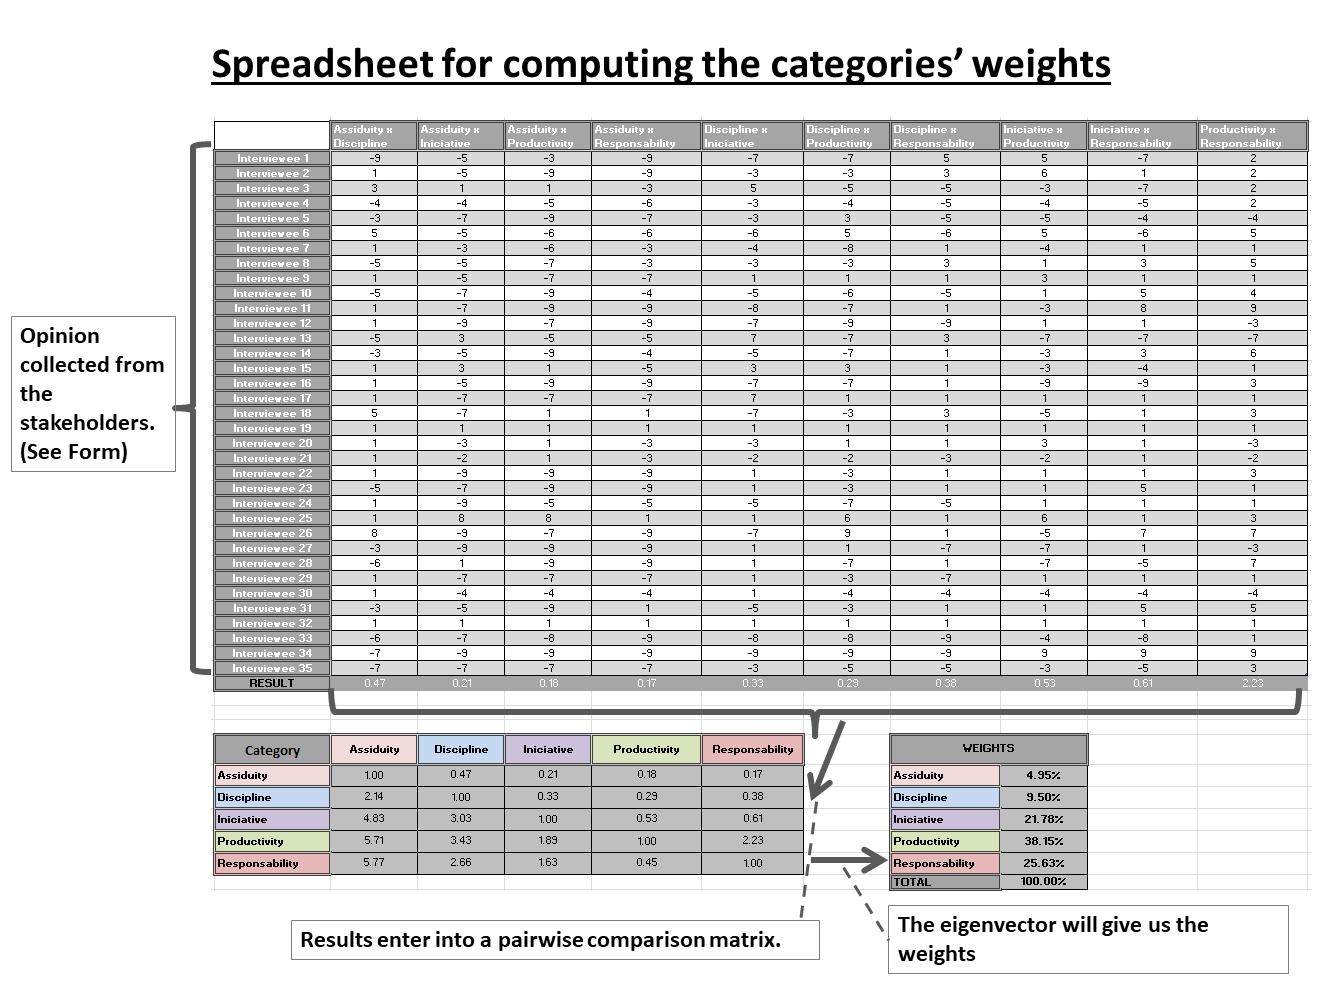 Spreadsheet for computing the categories' weights
Assiduity x Discipline Assiduity x Iniciative Assiduity x Productivity Assiduity x Responsability Discipline x Iniciative Discipline x Productivity Discipline x Responsability Iniciative x Productivity Iniciative x Responsability Productivity x Responsability
Interviewee 1 -9 -5 -3 -9 -7 -7 5 5 -7 2
Interviewee 2 1 -5 -9 -9 -3 -3 3 6 1 2
Interviewee 3 3 1 1 -3 5 -5 -5 -3 -7 2
Interviewee 4 -4 -4 -5 -6 -3 -4 -5 -4 -5 2
Interviewee 5 -3 -7 -9 -7 -3 3 -5 -5 -4 -4
Interviewee 6 5 -5 -6 -6 -6 5 -6 5 -6 5
Interviewee 7 1 -3 -6 -3 -4 -8 1 -4 1 1
Interviewee 8 -5 -5 -7 -3 -3 -3 3 1 3 5
Interviewee 9 1 -5 -7 -7 1 1 1 3 1 1
Interviewee 10 -5 -7 -9 -4 -5 -6 -5 1 5 4
Interviewee 11 1 -7 -9 -9 -8 -7 1 -3 8 9
Interviewee 12 1 -9 -7 -9 -7 -9 -9 1 1 -3
Interviewee 13 -5 3 -5 -5 7 -7 3 -7 -7 -7
Interviewee 14 -3 -5 -9 -4 -5 -7 1 -3 3 6
Interviewee 15 1 3 1 -5 3 3 1 -3 -4 1
Interviewee 16 1 -5 -9 -9 -7 -7 1 -9 -9 3
Interviewee 17 1 -7 -7 -7 7 1 1 1 1 1
Interviewee 18 5 -7 1 1 -7 -3 3 -5 1 3
Interviewee 19 1 1 1 1 1 1 1 1 1 1
Interviewee 20 1 -3 1 -3 -3 1 1 3 1 -3
Interviewee 21 1 -2 1 -3 -2 -2 -3 -2 1 -2
Interviewee 22 1 -9 -9 -9 1 -3 1 1 1 3
Interviewee 23 -5 -7 -9 -9 1 -3 1 1 5 1
Interviewee 24 1 -9 -5 -5 -5 -7 -5 1 1 1
Interviewee 25 1 8 8 1 1 6 1 6 1 3
Interviewee 26 8 -9 -7 -9 -7 9 1 -5 7 7
Interviewee 27 -3 -9 -9 -9 1 1 -7 -7 1 -3
Interviewee 28 -6 1 -9 -9 1 -7 1 -7 -5 7
Interviewee 29 1 -7 -7 -7 1 -3 -7 1 1 1
Interviewee 30 1 -4 -4 -4 1 -4 -4 -4 -4 -4
Interviewee 31 -3 -5 -9 1 -5 -3 1 1 5 5
Interviewee 32 1 1 1 1 1 1 1 1 1 1
Interviewee 33 -6 -7 -8 -9 -8 -8 -9 -4 -8 1
Interviewee 34 -7 -9 -9 -9 -9 -9 -9 9 9 9
Interviewee 35 -7 -7 -7 -7 -3 -5 -5 -3 -5 3
RESULT 0.47 0.21 0.18 0.17 0.33 0.29 0.38 0.53 0.61 2.23
Opinion
collected from
the
stakeholders.
(See Form)
Category Assiduity Discipline Iniciative Productivity Responsability
Assiduity 1.00 0.47 0.21 0.18 0.17
Discipline 2.14 1.00 0.33 0.29 0.38
Iniciative 4.83 3.03 1.00 0.53 0.61
Productivity 5.71 3.43 1.89 1.00 2.23
Responsability 5.77 2.66 1.63 0.45 1.00
WEIGHTS
Assiduity 4.95%
Discipline 9.50%
Iniciative 21.78%
Productivity 38.15%
Responsability 25.63%
TOTAL 100.00%
Results enter into a pairwise comparison matrix.
The eigenvector will give us the
weights